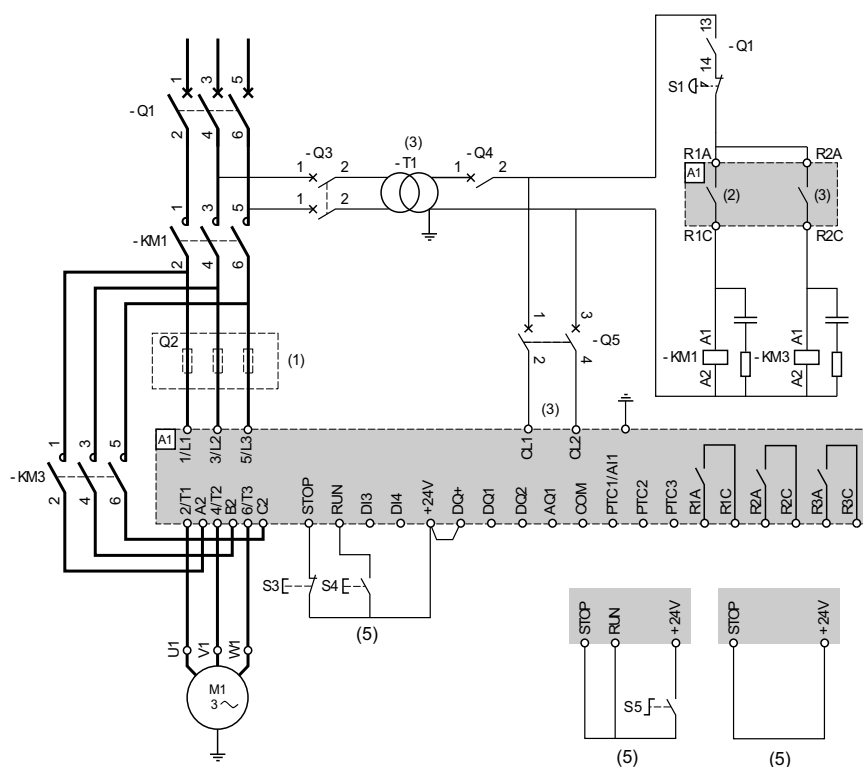 13
-Q1
14
S1
1 3 5
-Q1
2 4 6
-Q3
1 2
1 2
(3)
-T1
-Q4
1 2
R1A R2A
A1
(2) (3)
R1C R2C
1 3 5
-KM1
2 4 6
1 3
-Q5
2 4
A1 A1
-KM1 -KM3
A2 A2
Q2
(1)
(3)
A1
1/L1 3/L2 5/L3 CL1 CL2
1 3 5
-KM3
2 4 6
2/T1 A2 4/T2 B2 6/T3 C2 STOP RUN DI3 DI4 +24V DQ+ DQ1 DQ2 AQ1 COM PTC1/AI1 PTC2 PTC3 R1A R1C R2A R2C R3A R3C
S3 S4
(5)
U1 V1 W1
M1
3
STOP RUN +24V
S5
(5)
STOP +24V
(5)